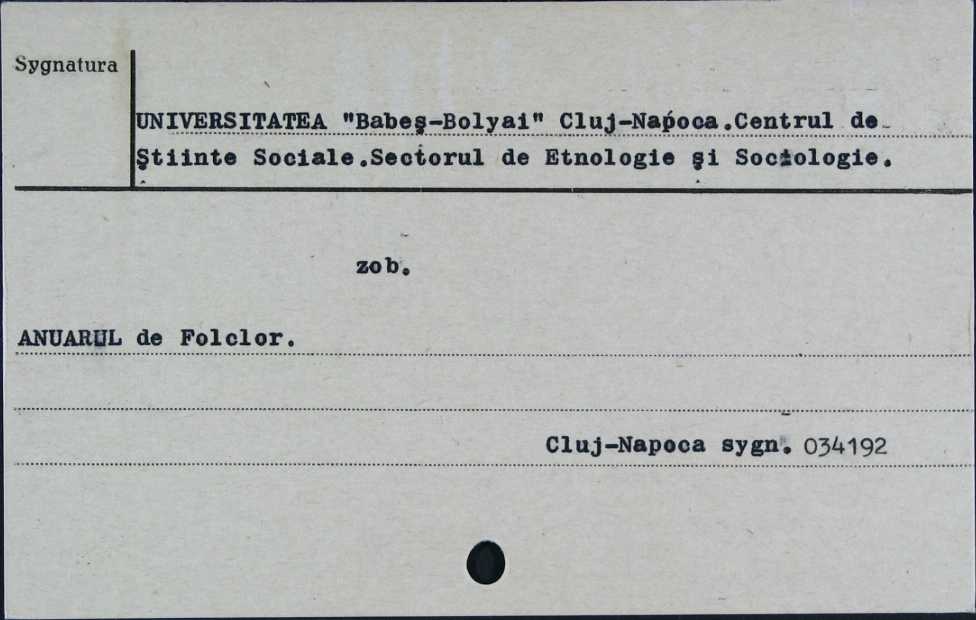 Sygnatura
UNIVERSITATEA "Babeş-Bolyai" Cluj-Napoca.Centrul de
Ştiinte Sociale.Sectorul de Etnologie şi Sociologie.
zob.
ANUARUL de Folclor.
Cluj-Napoca sygn. 034192